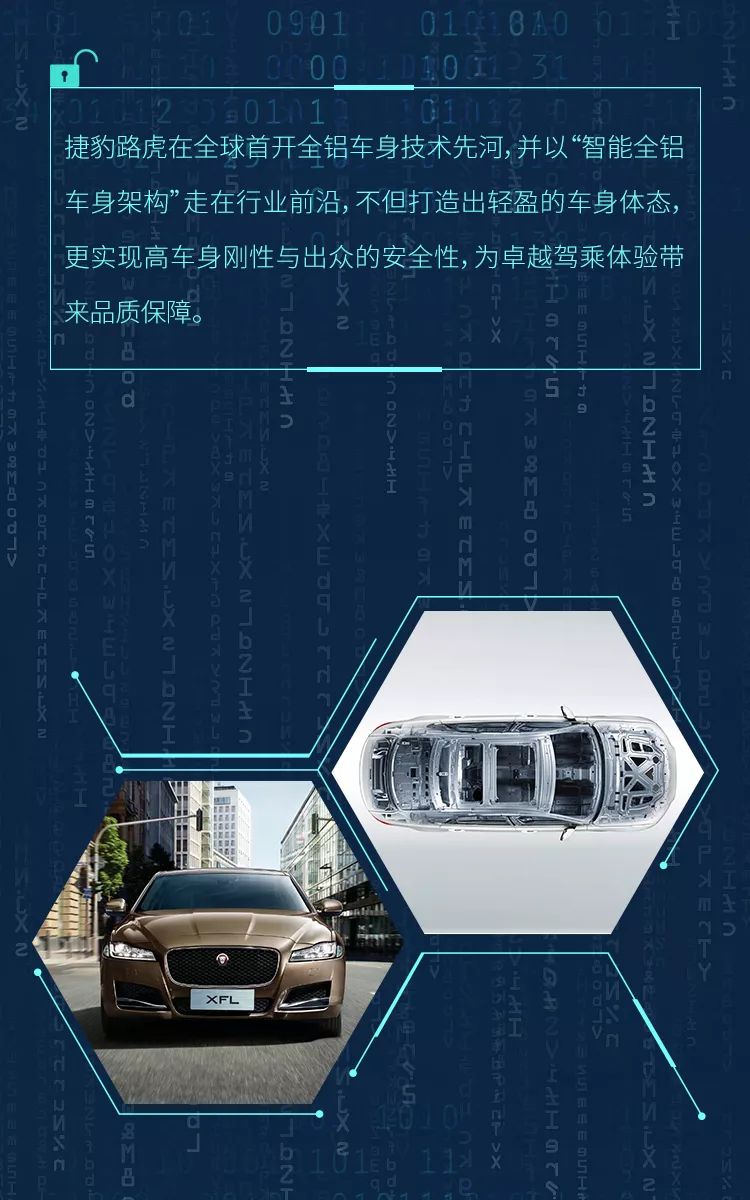 捷豹路虎在全球首开全铝车身技术先河，并以“智能全铝
车身架构”走在行业前沿，不但打造出轻盈的车身体态，
更实现高车身刚性与出众的安全性，为卓越驾乘体验带
来品质保障。
XFL